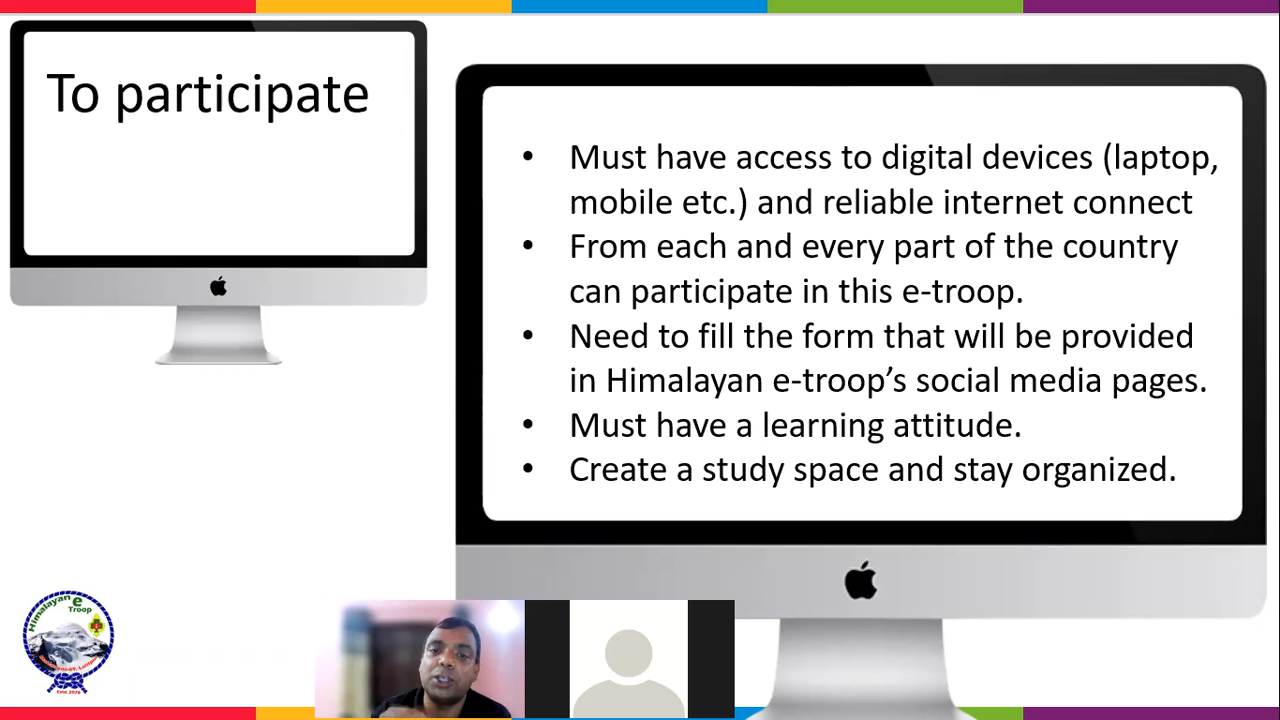 To participate
• Must have access to digital devices (laptop,
mobile etc.) and reliable internet connect
• From each and every part of the country
can participate in this e-troop.
• Need to fill the form that will be provided
in Himalayan e-troop’s social media pages.
• Must have a learning attitude.
• Create a study space and stay organized.
Himalayan e Troop